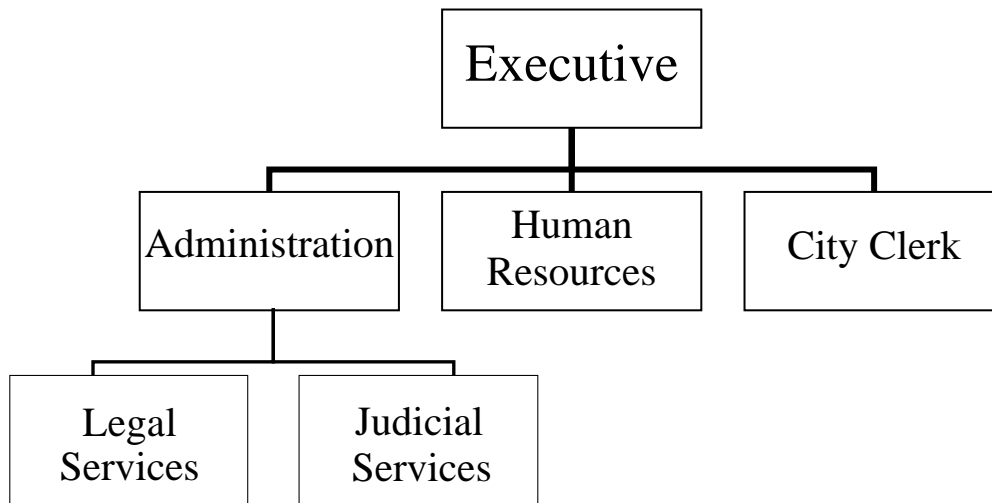 Executive
Administration
Human
Resources
City Clerk
Legal
Services
Judicial
Services